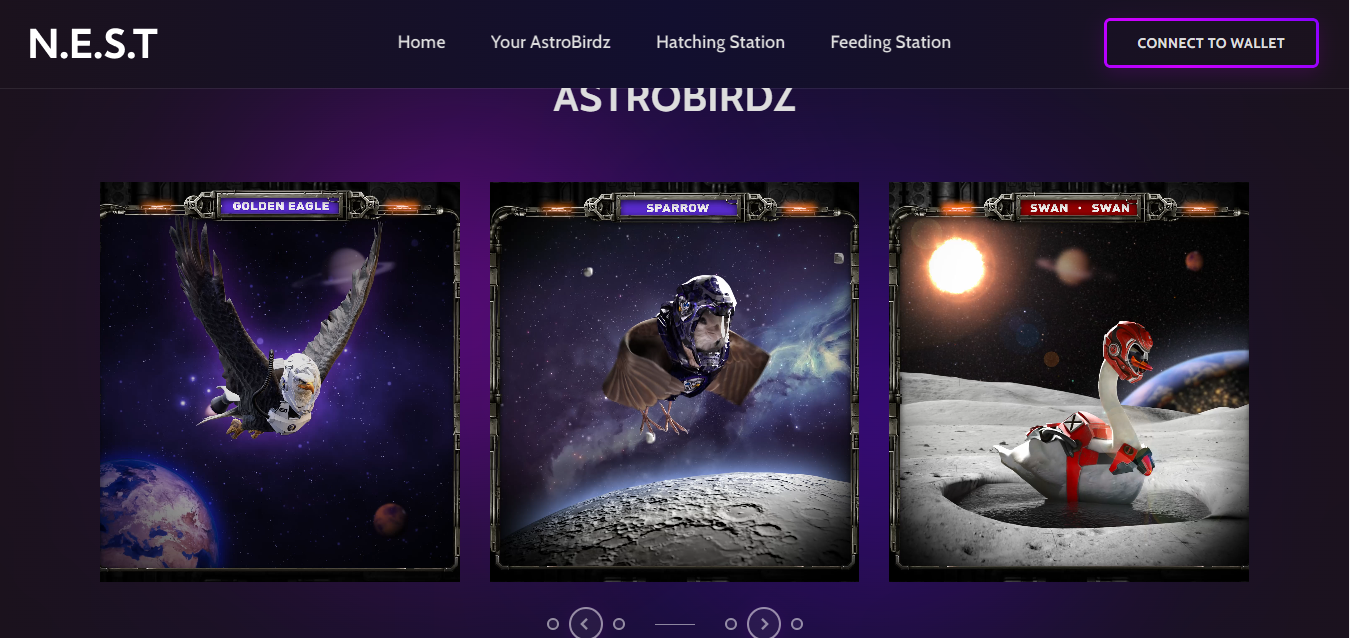 N.E.S.T
Home
Your AstroBirdz
Hatching Station
Feeding Station
CONNECT TO WALLET
ASTROBIRDZ
GOLDEN EAGLE
SPARROW
SWAN · SWAN